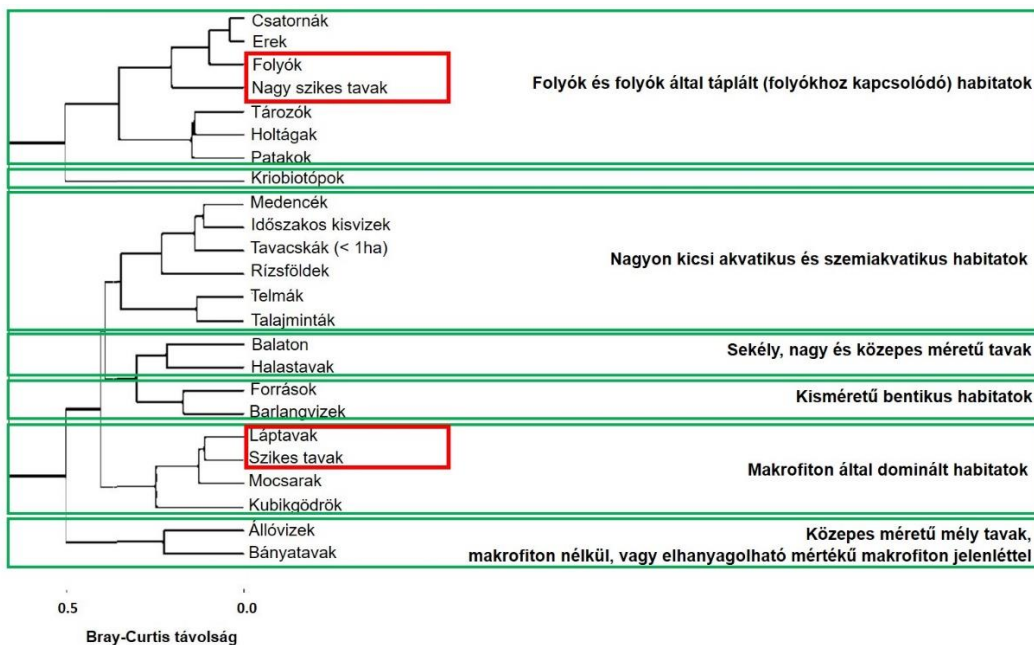 Csatornák
Erek
Folyók
Nagy szikes tavak
Folyók és folyók által táplált (folyókhoz kapcsolódó) habitatok
Tározók
Holtágak
Patakok
Kriobiotópok
Medencék
Időszakos kisvizek
Tavacskák (< 1ha)
Rízsföldek
Nagyon kicsi akvatikus és szemiakvatikus habitatok
Telmák
Talajminták
Balaton
Halastavak
Sekély, nagy és közepes méretű tavak
Források
Barlangvizek
Kisméretű bentikus habitatok
Láptavak
Szikes tavak
Mocsarak
Kubikgödrök
Makrofiton által dominált habitatok
Állóvizek
Bányatavak
Közepes méretű mély tavak,
makrofiton nélkül, vagy elhanyagolható mértékű makrofiton jelenléttel
0.5 0.0
Bray-Curtis távolság